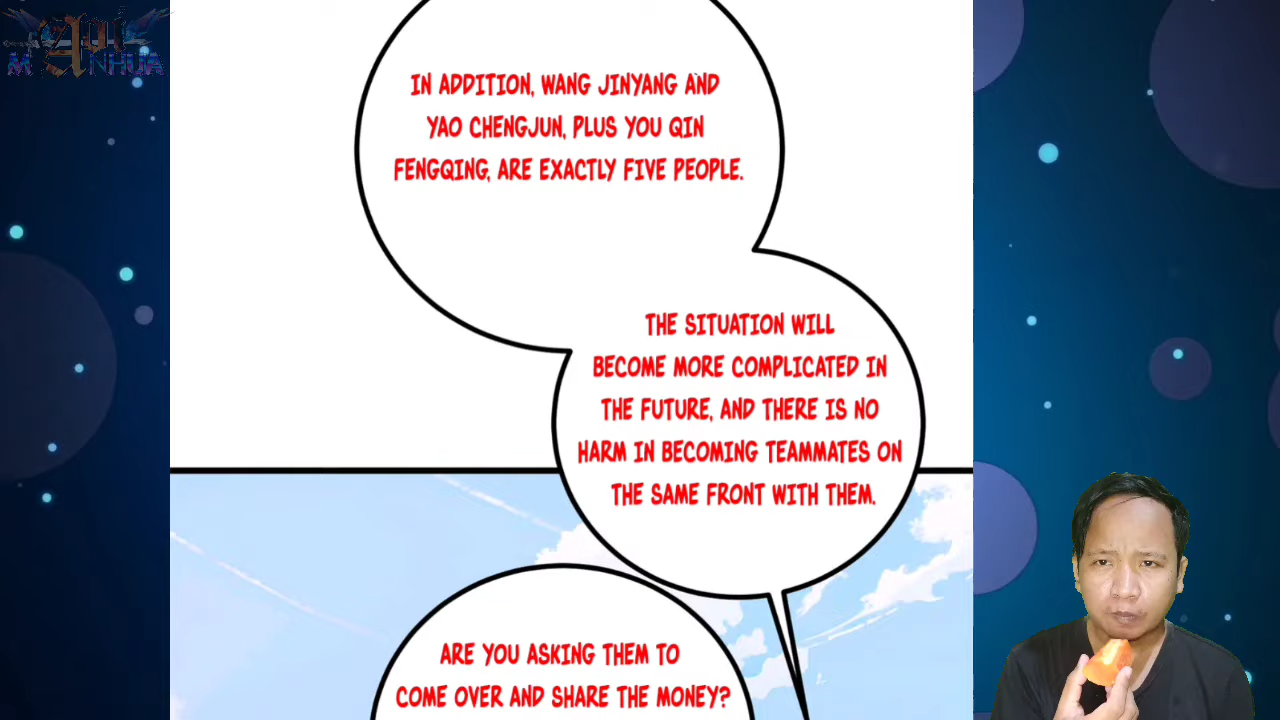 Api
MANHUA
IN ADDITION, WANG JINYANG AND
YAO CHENGJUN, PLUS YOU QIN
FENGQING, ARE EXACTLY FIVE PEOPLE.
THE SITUATION WILL
BECOME MORE COMPLICATED IN
THE FUTURE, AND THERE IS NO
HARM IN BECOMING TEAMMATES ON
THE SAME FRONT WITH THEM.
ARE YOU ASKING THEM TO
COME OVER AND SHARE THE MONEY?